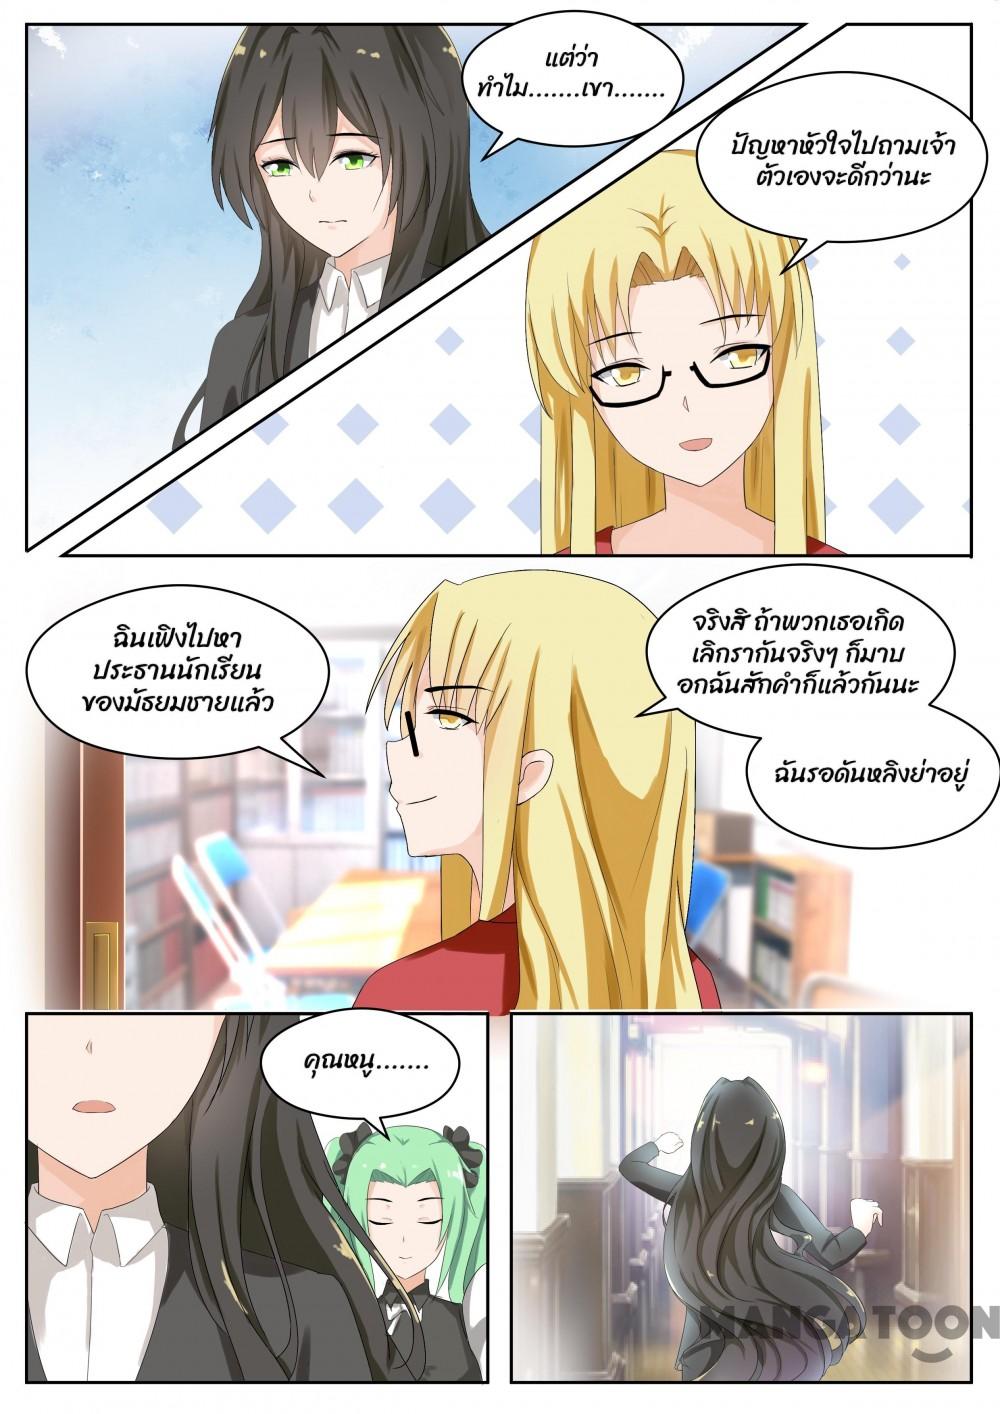 แต่ว่า
ทำไม.......เขา.......
ปัญหาหัวใจไปถามเจ้า
ตัวเองจะดีกว่านะ
ฉินเฟิงไปหา
ประธานนักเรียน
ของมัธยมชายแล้ว
จริงสิ ถ้าพวกเธอเกิด
เลิกรากันจริงๆ ก็มาบ
อกฉันสักคำก็แล้วกันนะ
ฉันรอดันหลิงย่าอยู่
คุณหนู.......
MANGATOON